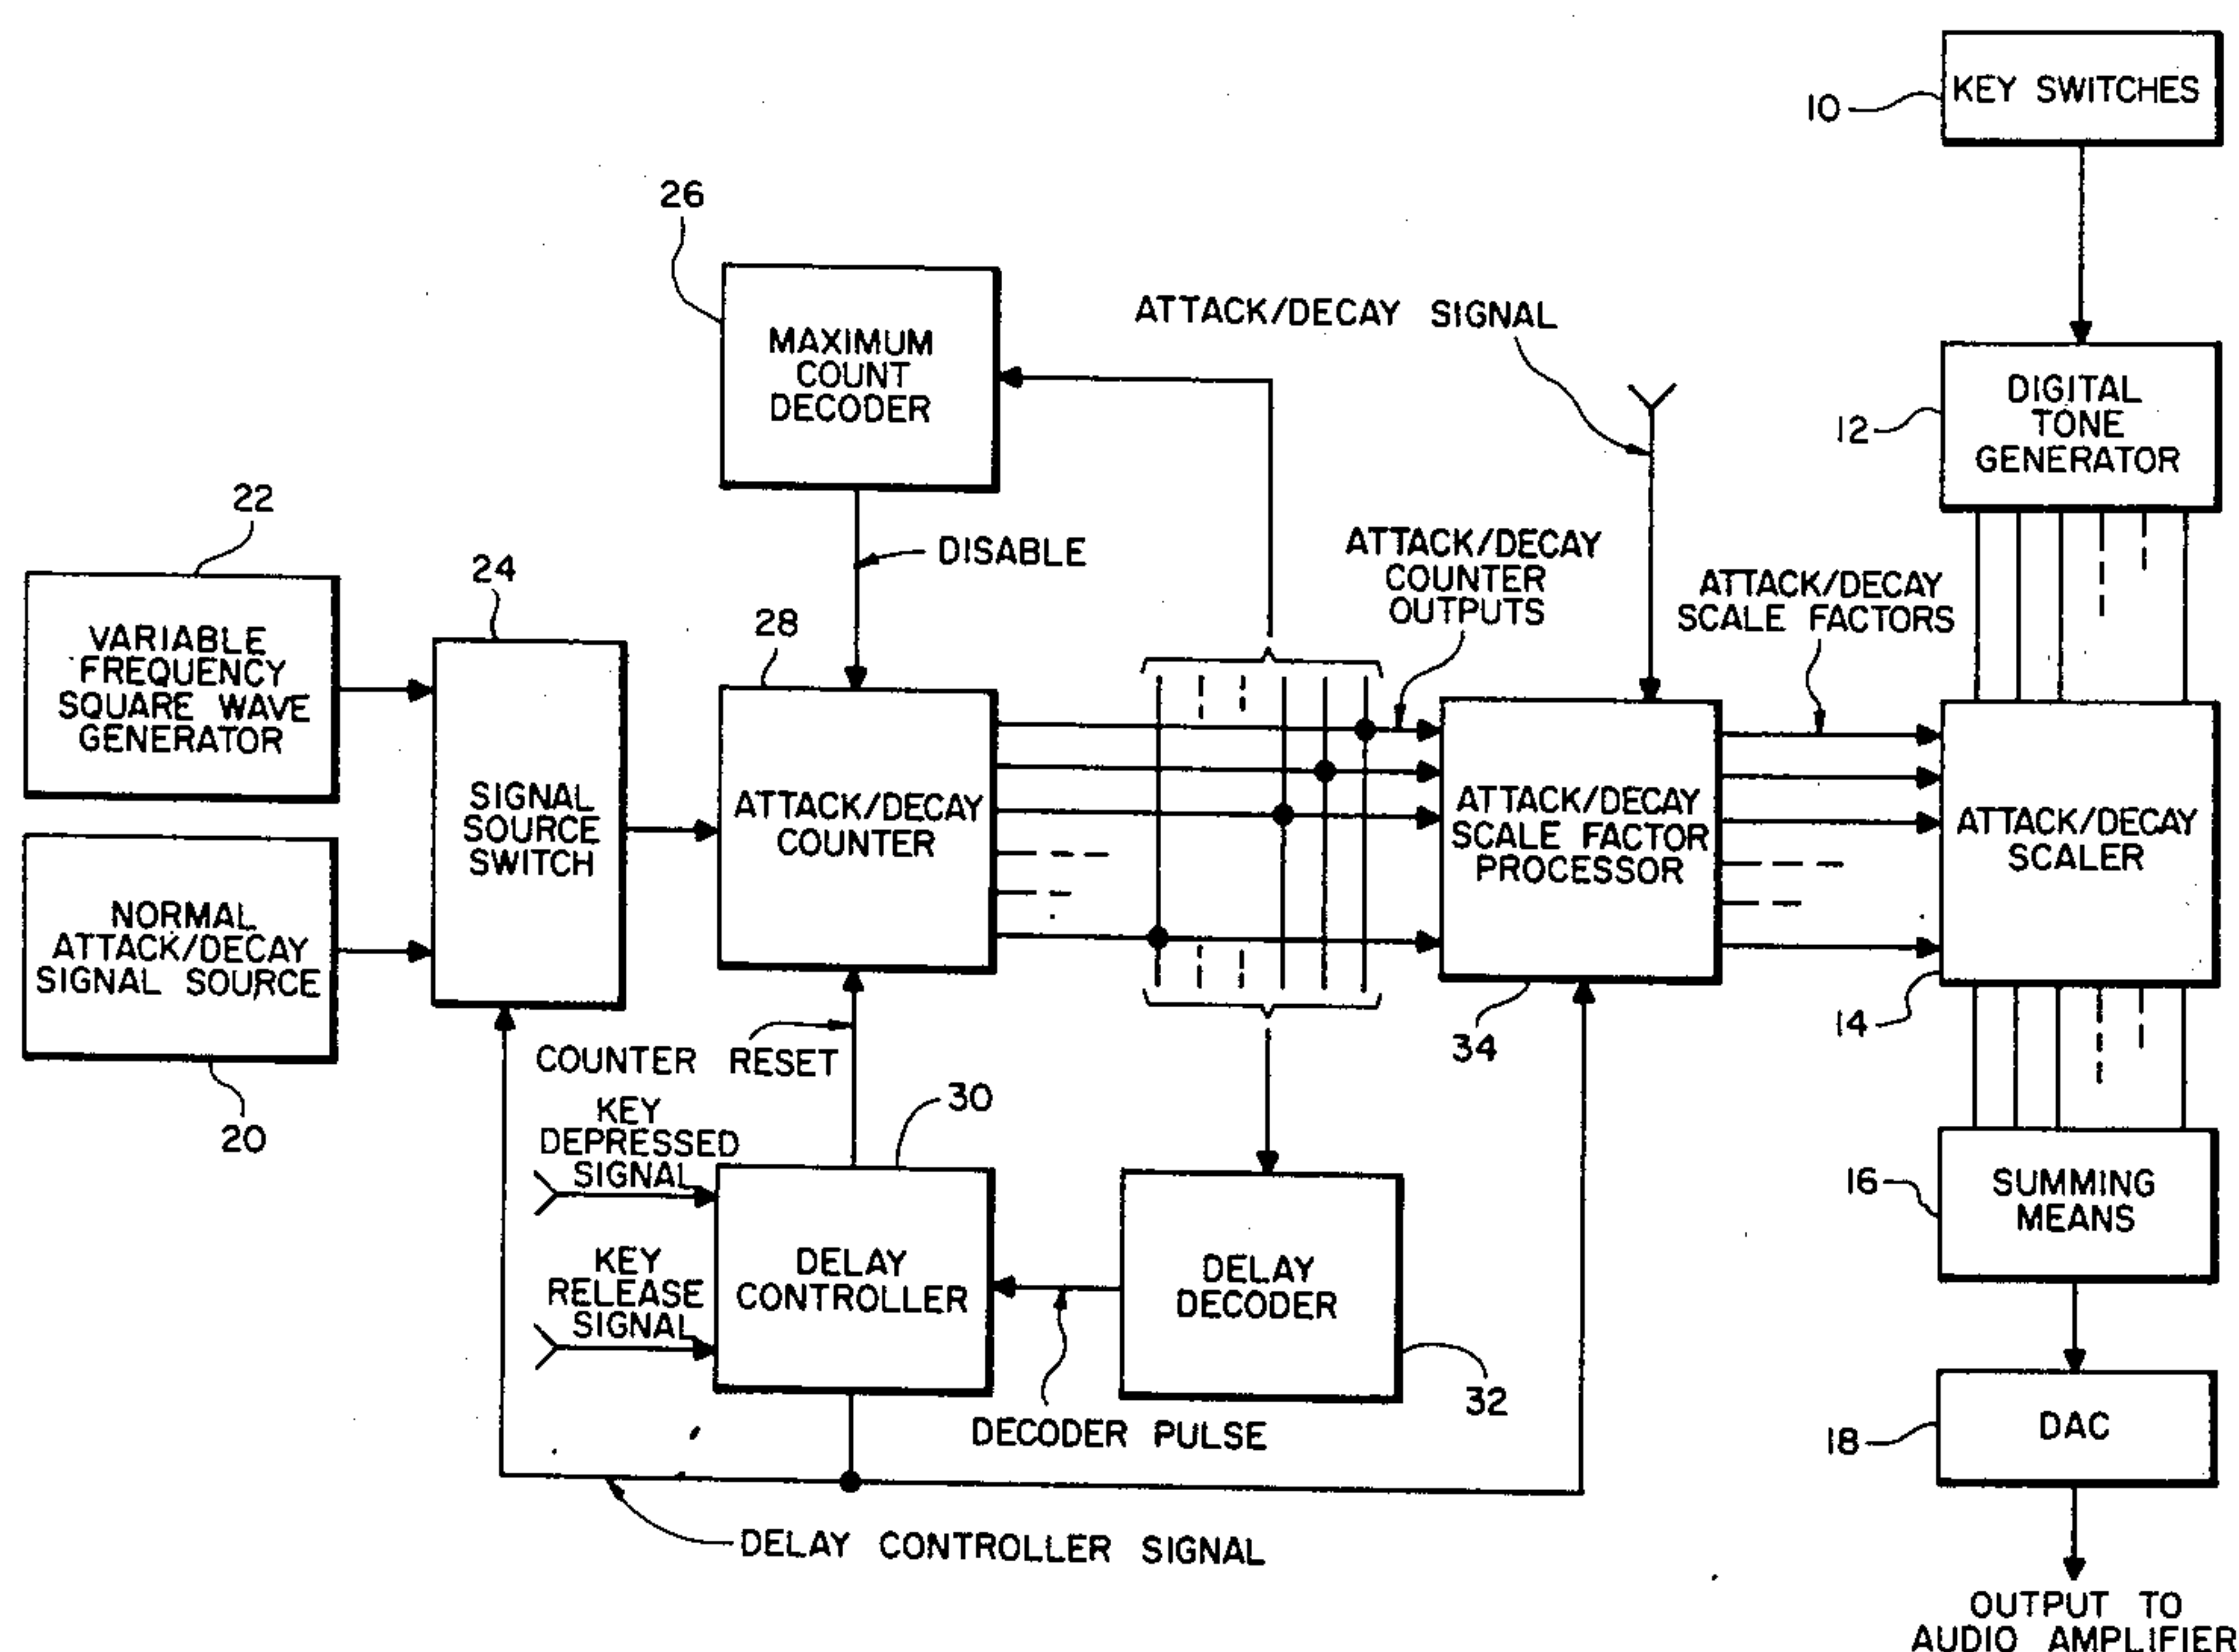 KEY SWITCHES
10
26
ATTACK/DECAY SIGNAL
MAXIMUM
COUNT
DECODER
DIGITAL
TONE
GENERATOR
12
22
DISABLE
ATTACK/DECAY
COUNTER
OUTPUTS
24
ATTACK/DECAY
SCALE FACTORS
28
VARIABLE
FREQUENCY
SQUARE WAVE
GENERATOR
SIGNAL
SOURCE
SWITCH
ATTACK/DECAY
COUNTER
ATTACK/DECAY
SCALE FACTOR
PROCESSOR
ATTACK/DECAY
SCALER
NORMAL
ATTACK/DECAY
SIGNAL SOURCE
14
34
COUNTER RESET
20
30
KEY
DEPRESSED
SIGNAL
16
SUMMING
MEANS
KEY
RELEASE
SIGNAL
DELAY
CONTROLLER
DELAY
DECODER
32
DECODER PULSE
18
DAC
DELAY CONTROLLER SIGNAL
OUTPUT TO
AUDIO AMPLIFIER